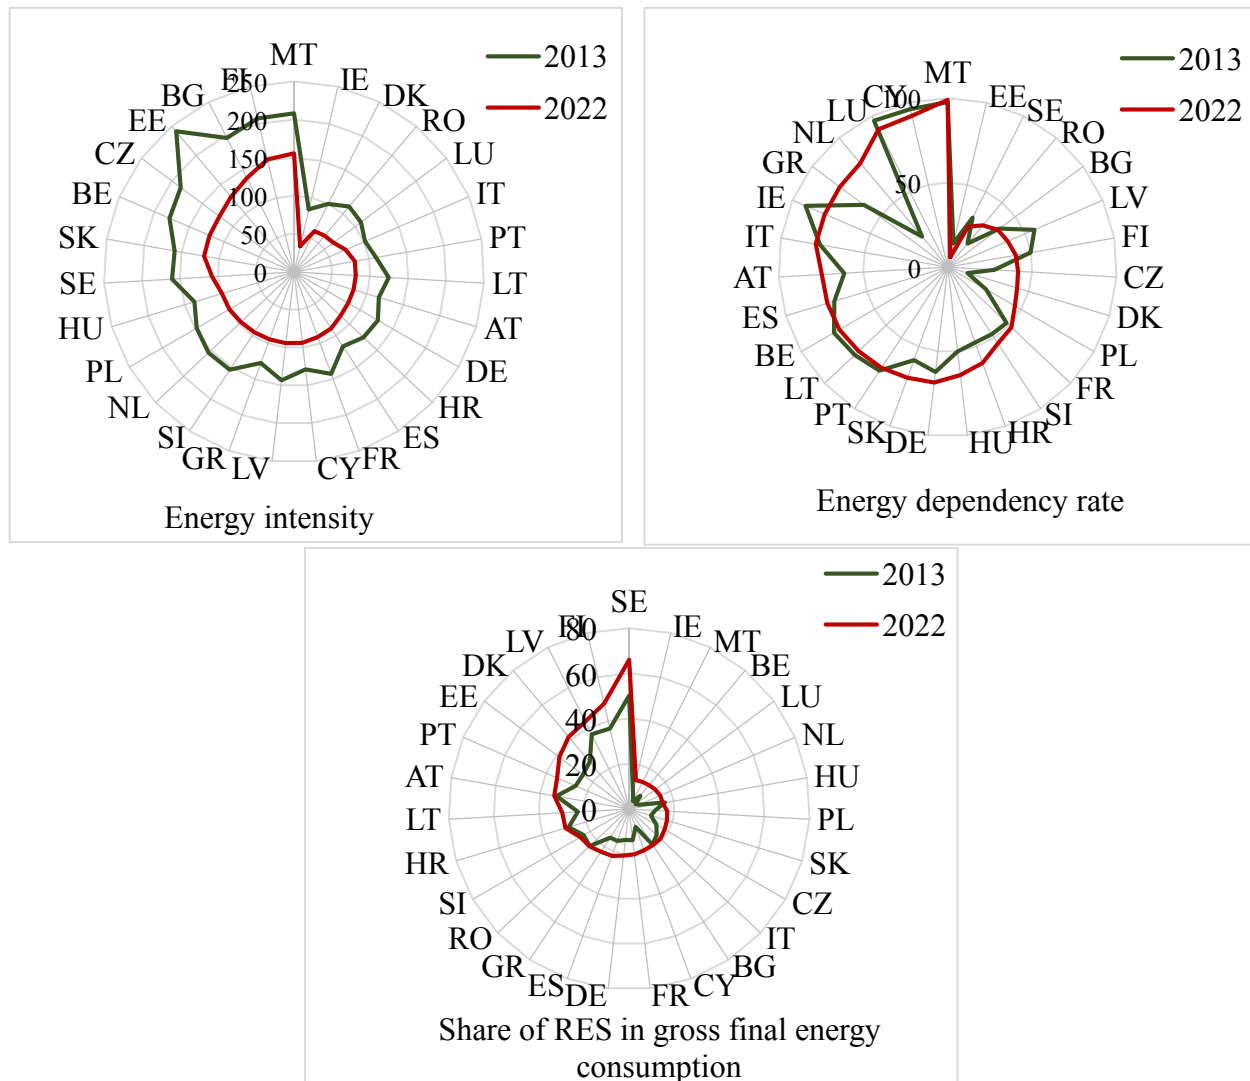 2013
2022
MT
IE
DK
RO
LU
IT
PT
LT
AT
DE
HR
ES
FR
CY
LV
GR
SI
NL
PL
HU
SE
SK
BE
CZ
EE
BG
FI
250
200
150
100
50
0
Energy intensity
2013
2022
MT
EE
SE
RO
BG
LV
FI
CZ
DK
PL
FR
SI
HR
HU
DE
SK
PT
LT
BE
ES
AT
IT
IE
GR
NL
LU
CY
100
50
0
Energy dependency rate
2013
2022
SE
IE
MT
BE
LU
NL
HU
PL
SK
CZ
IT
BG
CY
FR
DE
ES
GR
RO
SI
HR
LT
AT
PT
EE
DK
LV
FI
80
60
40
20
0
Share of RES in gross final energy
consumption